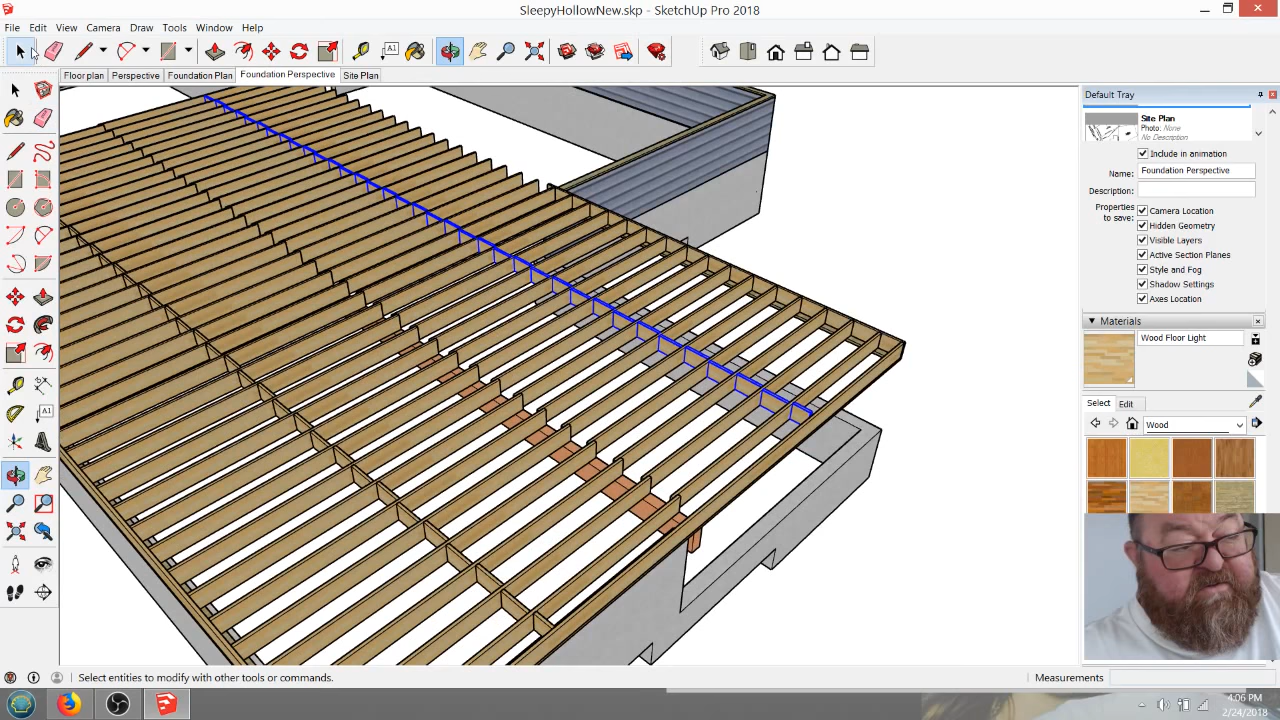 SleepyHollowNew.skp - SketchUp Pro 2018
File Edit View Camera Draw Tools Window Help
A1
Floor plan Perspective Foundation Plan Foundation Perspective Site Plan
Default Tray
Site Plan
Photo: None
No Description
Include in animation
Name: Foundation Perspective
Description:
Properties to save:
Camera Location
Hidden Geometry
Visible Layers
Active Section Planes
Style and Fog
Shadow Settings
Axes Location
Materials
Wood Floor Light
Select Edit
Wood
A1
Select entities to modify with other tools or commands.
Measurements
4:06 PM
2/24/2018